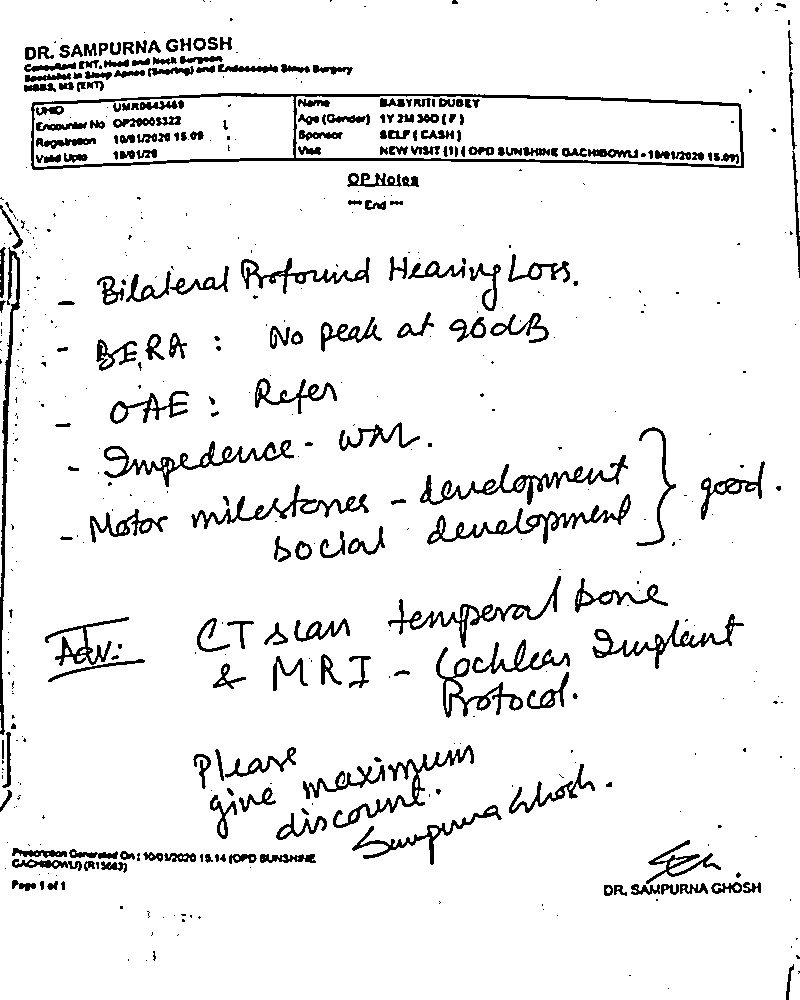 DR. SAMPURNA GHOSH
Consultant ENT, Head and Neck Surgeon
Specialist in Sleep Apnea (Snoring) and Endoscopic Sinus Surgery
MBBS, MS (ENT)
UHID UMR0643469 Name BABYRITI DUBEY
Encounter No OP20005322 Age (Gender) 1Y 2M 30D ( F )
Registration 10/01/2020 15.09 Sponsor SELF ( CASH )
Valid Upto 18/01/20 Visit NEW VISIT (1) ( OPD SUNSHINE GACHIBOWLI - 10/01/2020 15.09)
OP Notes
*** End ***
- Bilateral Profound Hearing Loss.
- BERA : No peak at 90dB
- OAE : Refer
- Impedence - WNL.
- Motor milestones - development
social development } good.
Adv: CT scan temperal bone
& MRI - Cochlear Implant
Protocol.
Please
give maximum
discount.
Sampurna Ghosh.
Prescription Generated On : 10/01/2020 15.14 (OPD SUNSHINE
GACHIBOWLI) (R15663)
Page 1 of 1
DR. SAMPURNA GHOSH